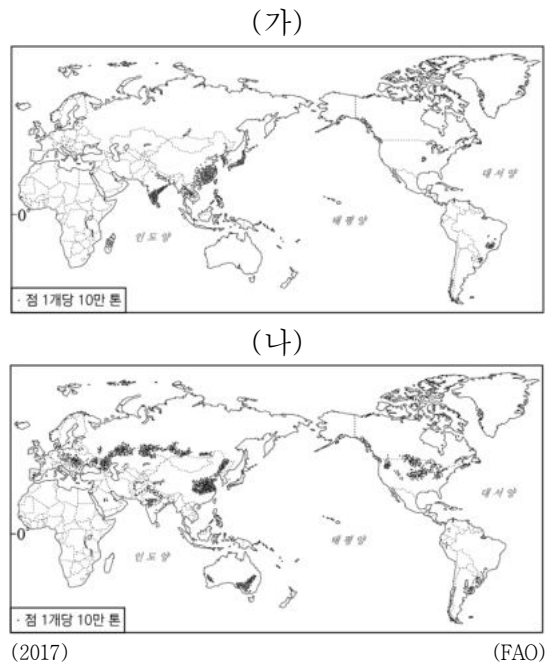 (가)
대서양
0
태평양
인도양
· 점 1개당 10만 톤
(나)
대서양
0
태평양
인도양
· 점 1개당 10만 톤
(2017) (FAO)